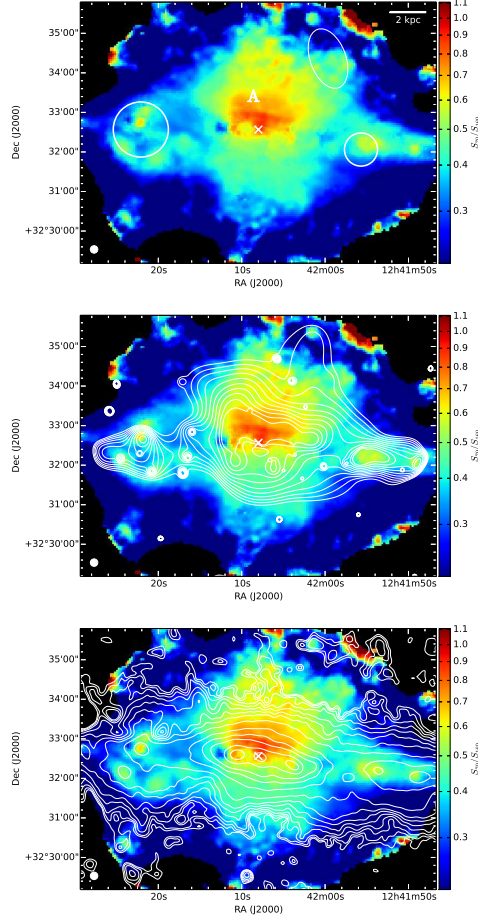 2 kpc
A
35'00"
34'00"
33'00"
32'00"
31'00"
+32°30'00"
Dec (J2000)
20s
10s
42m00s
12h41m50s
RA (J2000)
1.1
1.0
0.9
0.8
0.7
0.6
0.5
0.4
0.3
35'00"
34'00"
33'00"
32'00"
31'00"
+32°30'00"
Dec (J2000)
20s
10s
42m00s
12h41m50s
RA (J2000)
1.1
1.0
0.9
0.8
0.7
0.6
0.5
0.4
0.3
35'00"
34'00"
33'00"
32'00"
31'00"
+32°30'00"
Dec (J2000)
20s
10s
42m00s
12h41m50s
RA (J2000)
1.1
1.0
0.9
0.8
0.7
0.6
0.5
0.4
0.3